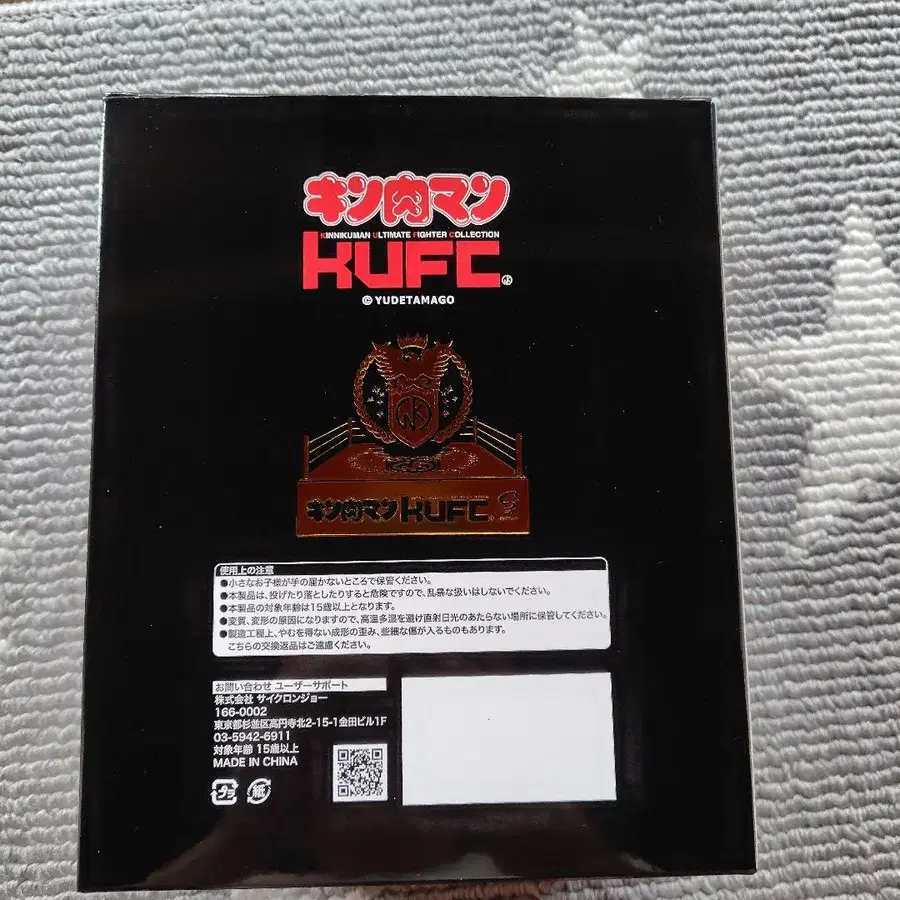 キン肉マン
KINNIKUMAN ULTIMATE FIGHTER COLLECTION
KUFC
© YUDETAMAGO
キン肉マン KUFC
使用上の注意
●小さなお子様が手の届かないところで保管ください。
●本製品は、投げたり落としたりすると危険ですので、乱暴な扱いはしないでください。
●本製品の対象年齢は15歳以上となります。
●変質、変形の原因になりますので、高温多湿を避け直射日光のあたらない場所に保管してください。
●製造工程上、やむを得ない成形の歪み、些細な傷が入るものもあります。
こちらの交換返品はご遠慮ください。
お問い合わせ ユーザーサポート
株式会社 サイクロンジョー
166-0002
東京都杉並区高円寺北2-15-1金田ビル1F
03-5942-6911
対象年齢 15歳以上
MADE IN CHINA
プラ 紙